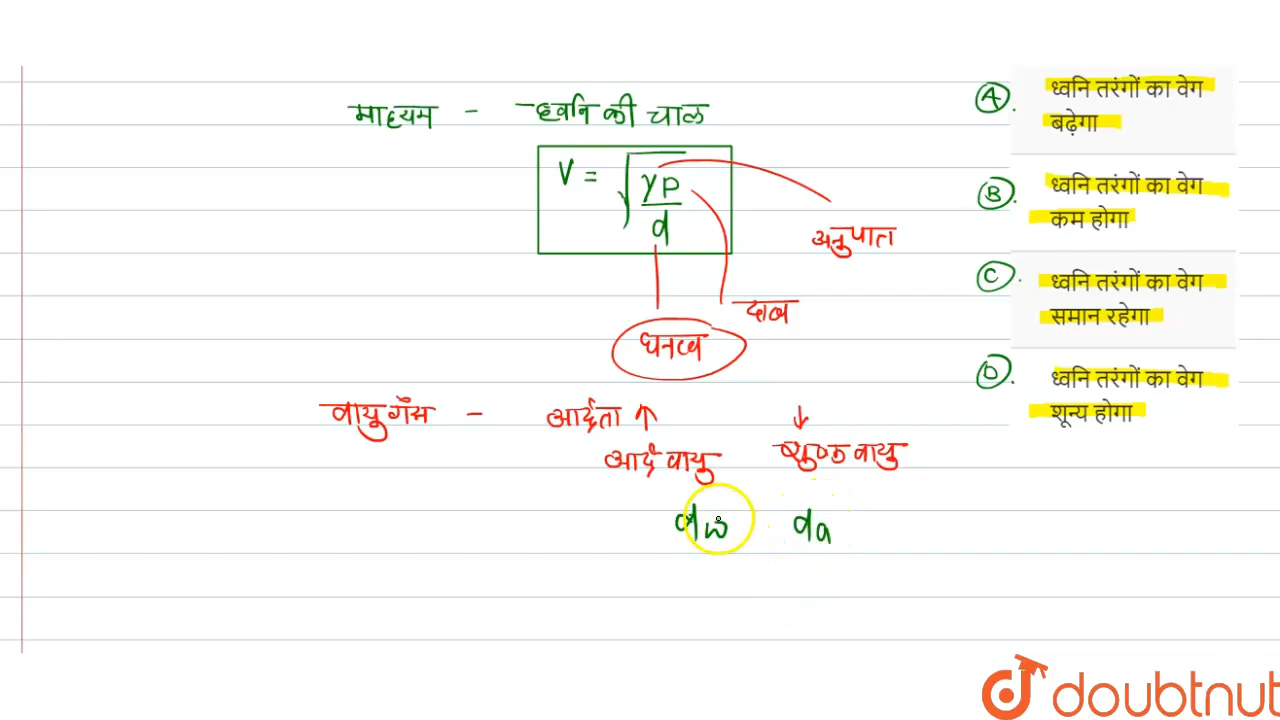 माध्यम - ध्वनि की चाल
V = √(γP/d)
अनुपात
दाब
घनत्व
वायु गैस - आर्द्रता ↑ ↓
आर्द्र वायु शुष्क वायु
dw da
A. ध्वनि तरंगों का वेग
बढ़ेगा
B. ध्वनि तरंगों का वेग
कम होगा
C. ध्वनि तरंगों का वेग
समान रहेगा
D. ध्वनि तरंगों का वेग
शून्य होगा
doubtnut